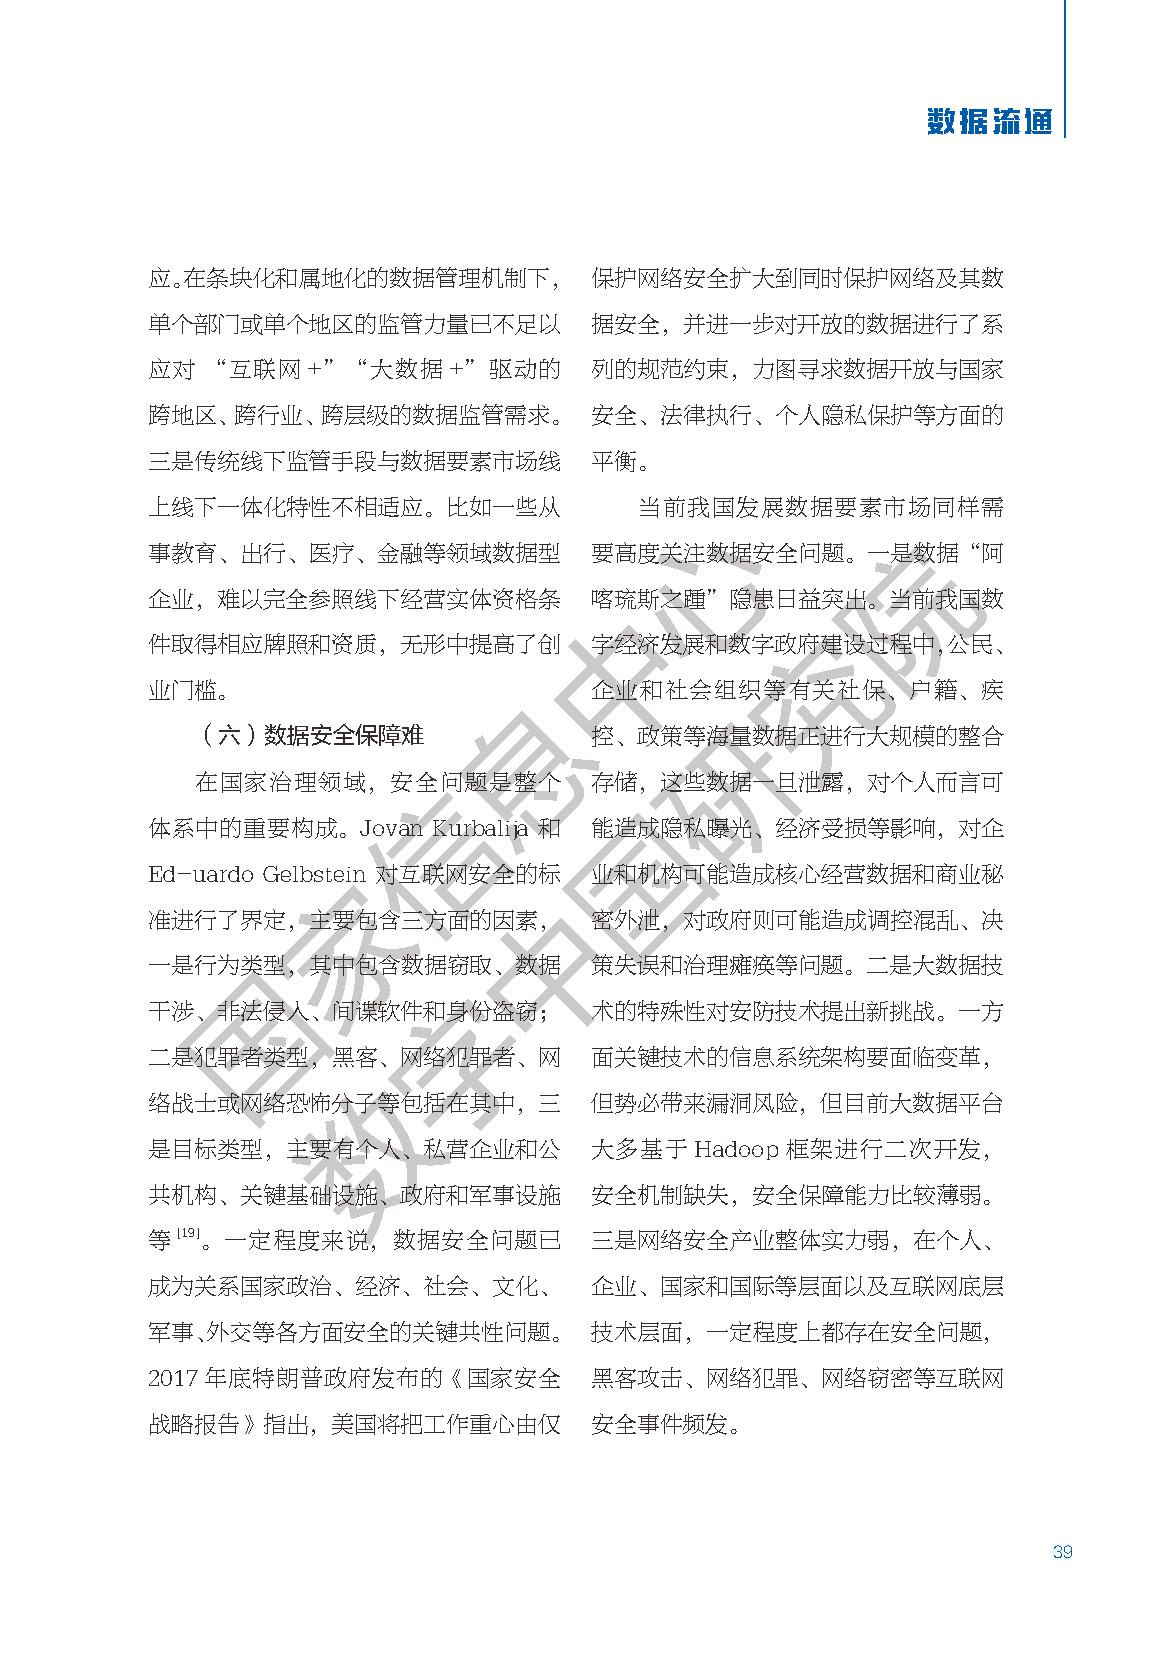 数据流通
应。在条块化和属地化的数据管理机制下，
单个部门或单个地区的监管力量已不足以
应对 “互联网 +” “大数据 +” 驱动的
跨地区、跨行业、跨层级的数据监管需求。
三是传统线下监管手段与数据要素市场线
上线下一体化特性不相适应。比如一些从
事教育、出行、医疗、金融等领域数据型
企业，难以完全参照线下经营实体资格条
件取得相应牌照和资质，无形中提高了创
业门槛。
（六）数据安全保障难
在国家治理领域，安全问题是整个
体系中的重要构成。Jovan Kurbalija 和
Ed-uardo Gelbstein 对互联网安全的标
准进行了界定，主要包含三方面的因素，
一是行为类型，其中包含数据窃取、数据
干涉、非法侵入、间谍软件和身份盗窃；
二是犯罪者类型，黑客、网络犯罪者、网
络战士或网络恐怖分子等包括在其中，三
是目标类型，主要有个人、私营企业和公
共机构、关键基础设施、政府和军事设施
等 [19]。一定程度来说，数据安全问题已
成为关系国家政治、经济、社会、文化、
军事、外交等各方面安全的关键共性问题。
2017 年底特朗普政府发布的《国家安全
战略报告》指出，美国将把工作重心由仅
保护网络安全扩大到同时保护网络及其数
据安全，并进一步对开放的数据进行了系
列的规范约束，力图寻求数据开放与国家
安全、法律执行、个人隐私保护等方面的
平衡。
当前我国发展数据要素市场同样需
要高度关注数据安全问题。一是数据“阿
喀琉斯之踵”隐患日益突出。当前我国数
字经济发展和数字政府建设过程中，公民、
企业和社会组织等有关社保、户籍、疾
控、政策等海量数据正进行大规模的整合
存储，这些数据一旦泄露，对个人而言可
能造成隐私曝光、经济受损等影响，对企
业和机构可能造成核心经营数据和商业秘
密外泄，对政府则可能造成调控混乱、决
策失误和治理瘫痪等问题。二是大数据技
术的特殊性对安防技术提出新挑战。一方
面关键技术的信息系统架构要面临变革，
但势必带来漏洞风险，但目前大数据平台
大多基于 Hadoop 框架进行二次开发，
安全机制缺失，安全保障能力比较薄弱。
三是网络安全产业整体实力弱，在个人、
企业、国家和国际等层面以及互联网底层
技术层面，一定程度上都存在安全问题，
黑客攻击、网络犯罪、网络窃密等互联网
安全事件频发。
国家信息中心
数字中国研究院
39